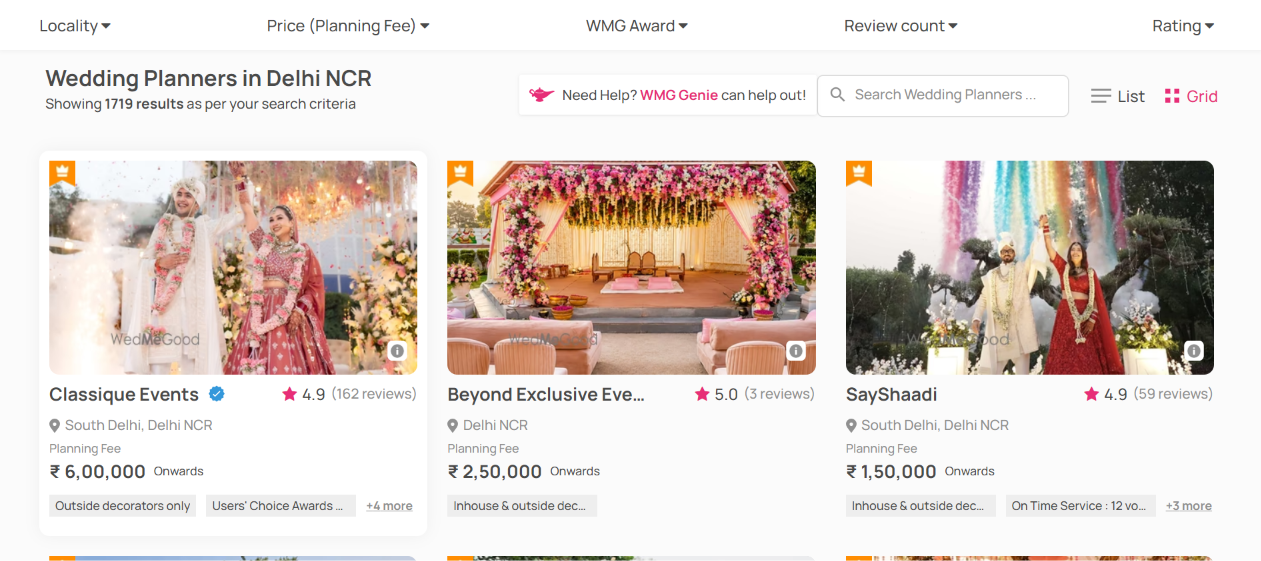 Locality
Price (Planning Fee)
WMG Award
Review count
Rating
Wedding Planners in Delhi NCR
Showing 1719 results as per your search criteria
Need Help? WMG Genie can help out!
Search Wedding Planners ...
List
Grid
WedMeGood
WedMeGood
WedMeGood
Classique Events
4.9 (162 reviews)
South Delhi, Delhi NCR
Planning Fee
₹ 6,00,000 Onwards
Outside decorators only
Users' Choice Awards ...
+4 more
Beyond Exclusive Eve...
5.0 (3 reviews)
Delhi NCR
Planning Fee
₹ 2,50,000 Onwards
Inhouse & outside dec...
SayShaadi
4.9 (59 reviews)
South Delhi, Delhi NCR
Planning Fee
₹ 1,50,000 Onwards
Inhouse & outside dec...
On Time Service : 12 vo...
+3 more